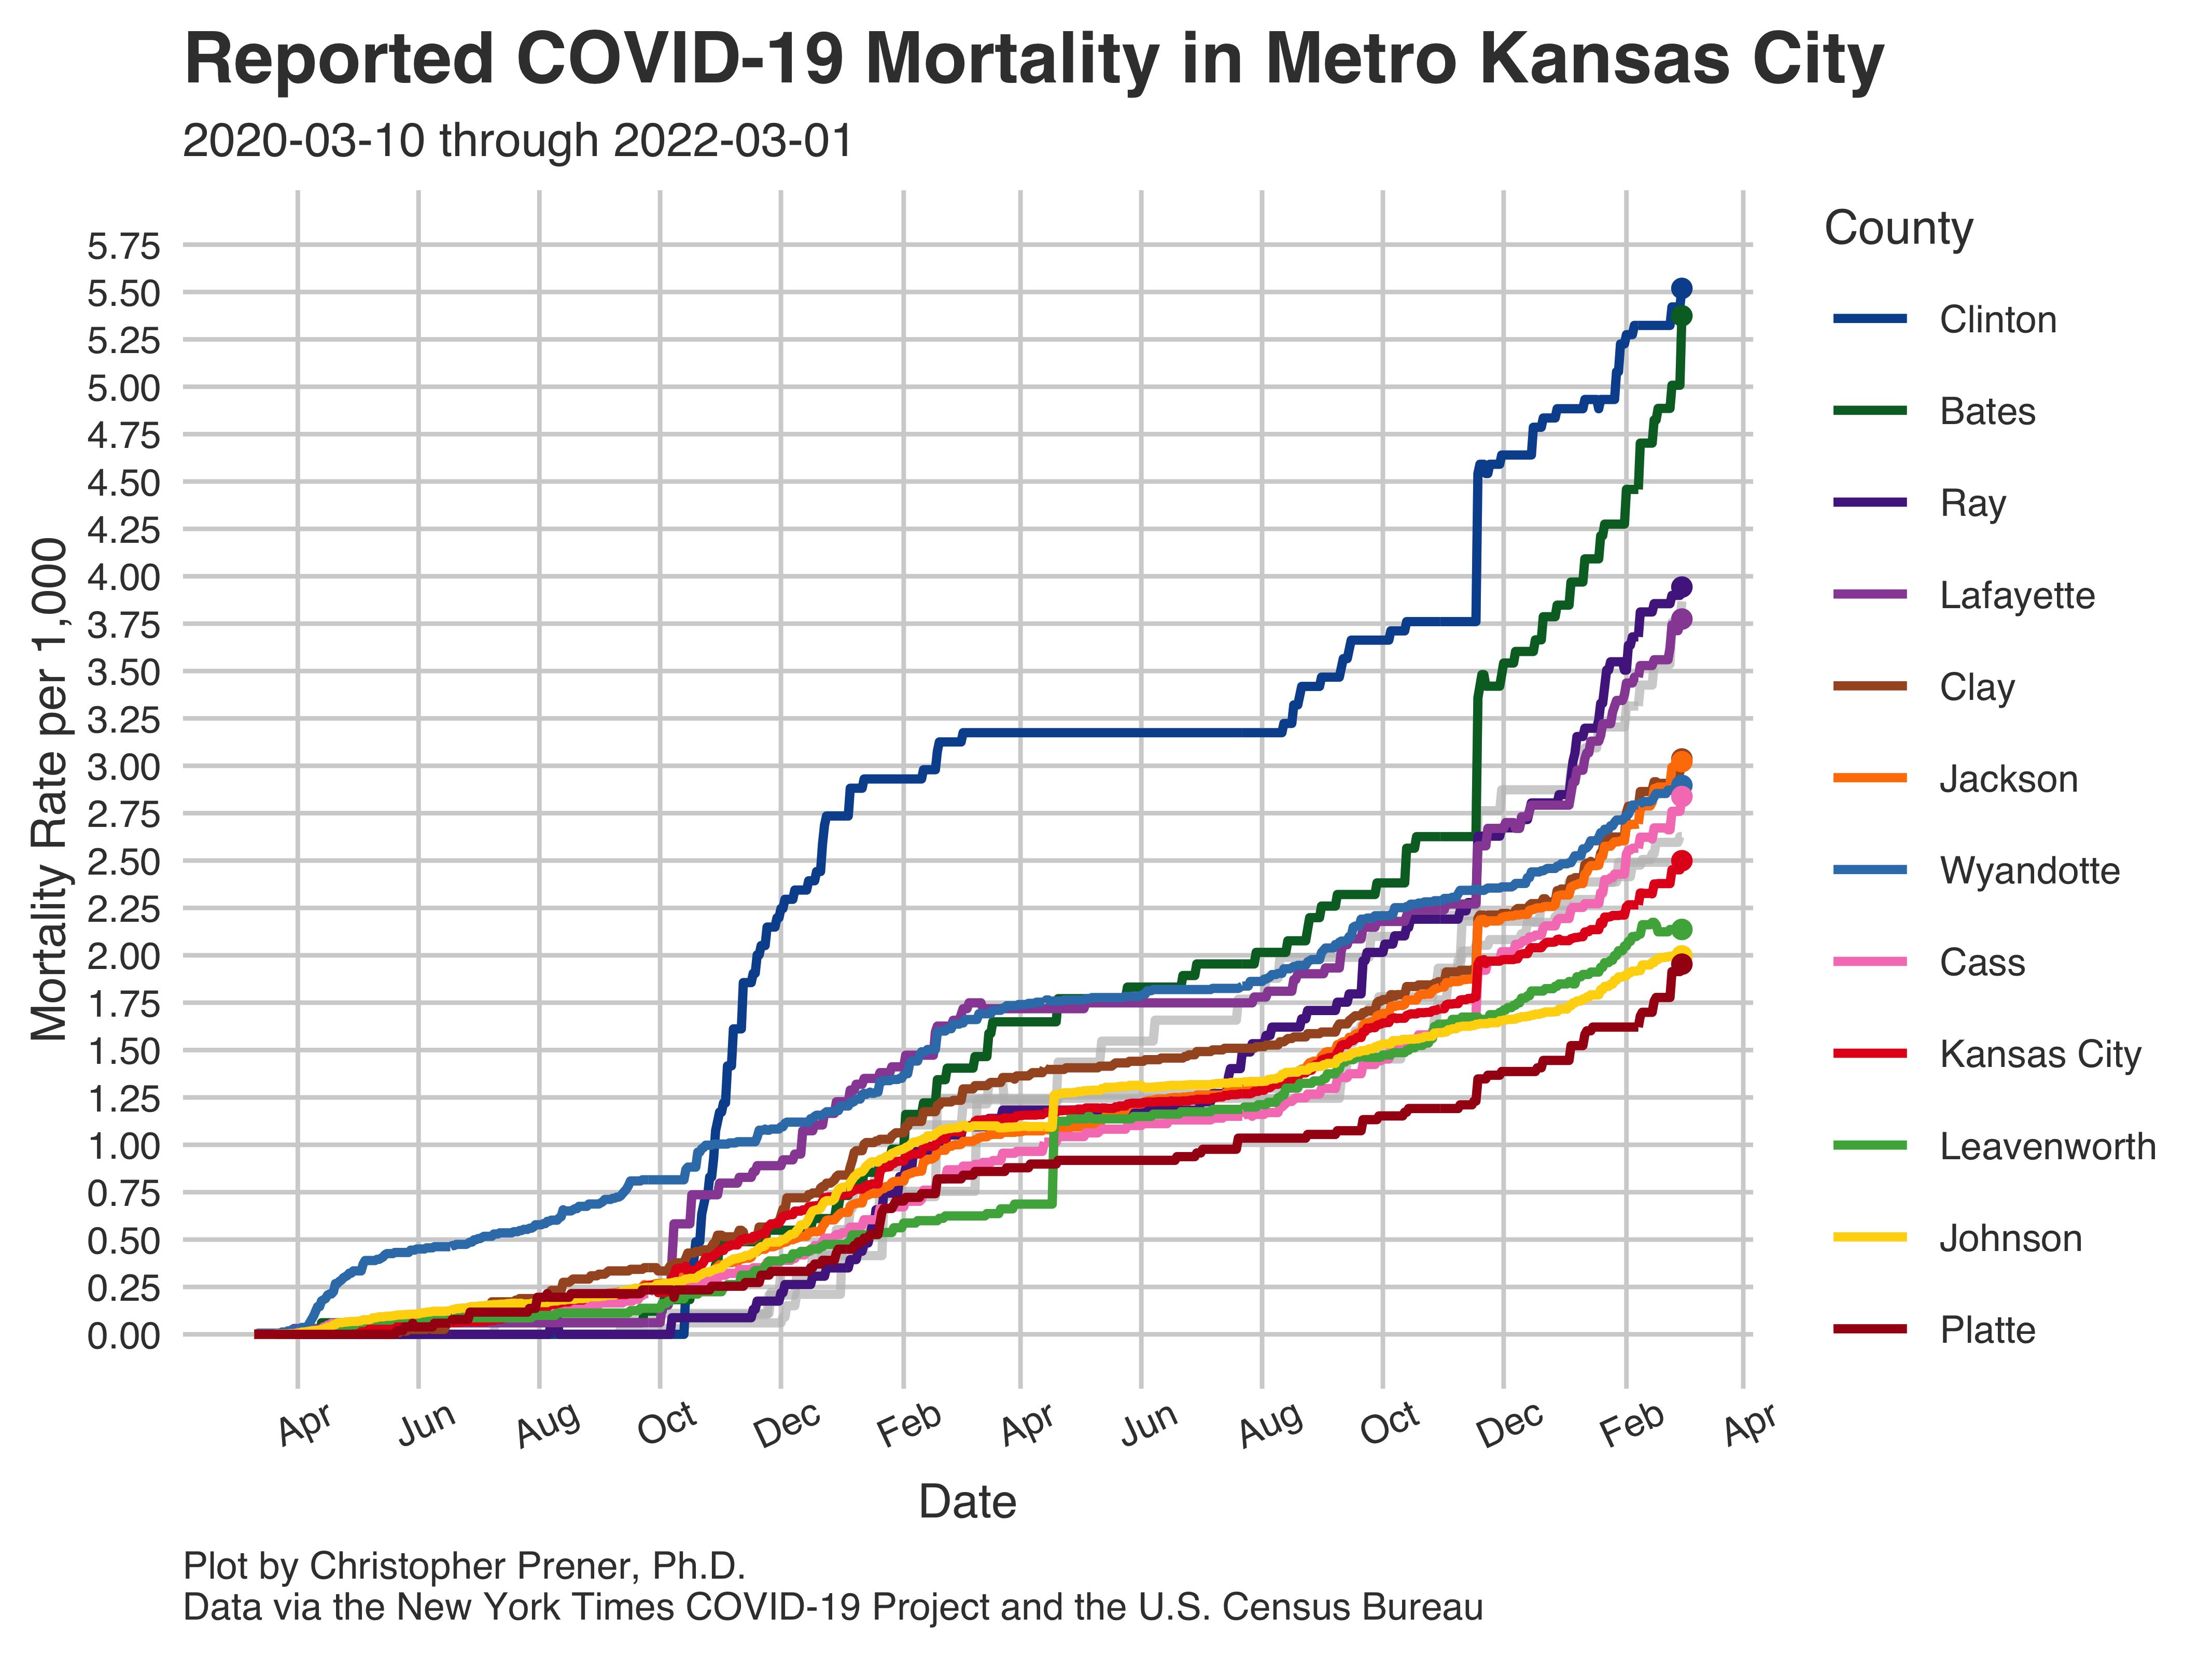 Reported COVID-19 Mortality in Metro Kansas City
2020-03-10 through 2022-03-01
Mortality Rate per 1,000
5.75
5.50
5.25
5.00
4.75
4.50
4.25
4.00
3.75
3.50
3.25
3.00
2.75
2.50
2.25
2.00
1.75
1.50
1.25
1.00
0.75
0.50
0.25
0.00
Apr Jun Aug Oct Dec Feb Apr Jun Aug Oct Dec Feb Apr
Date
County
Clinton
Bates
Ray
Lafayette
Clay
Jackson
Wyandotte
Cass
Kansas City
Leavenworth
Johnson
Platte
Plot by Christopher Prener, Ph.D.
Data via the New York Times COVID-19 Project and the U.S. Census Bureau